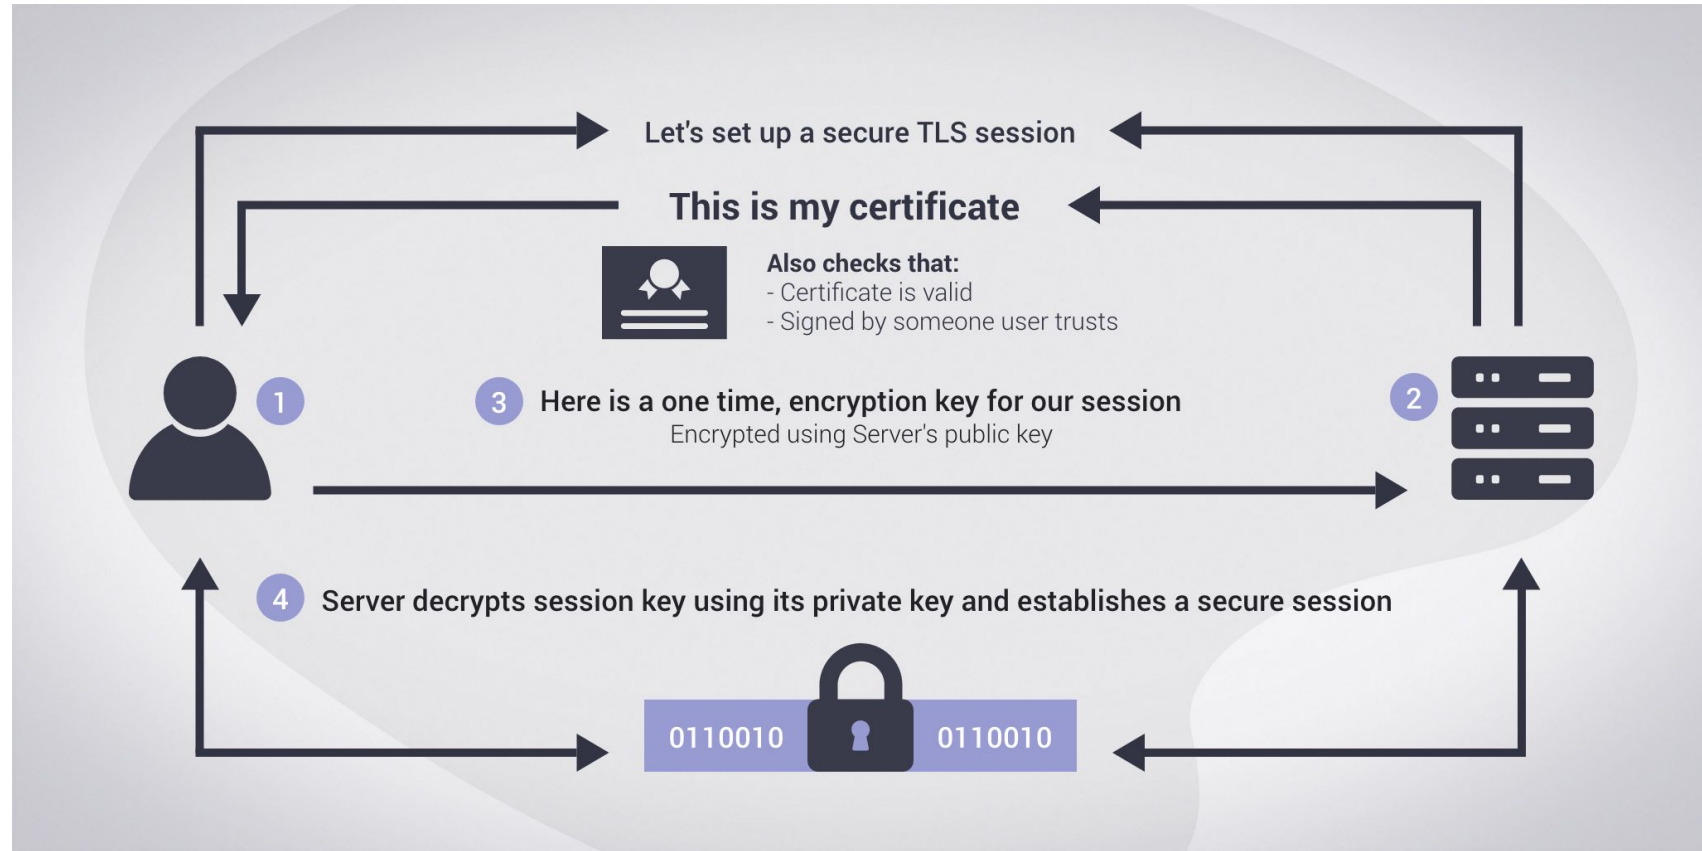 Let's set up a secure TLS session
This is my certificate
Also checks that:
- Certificate is valid
- Signed by someone user trusts
1
3 Here is a one time, encryption key for our session
Encrypted using Server's public key
2
4 Server decrypts session key using its private key and establishes a secure session
0110010 0110010